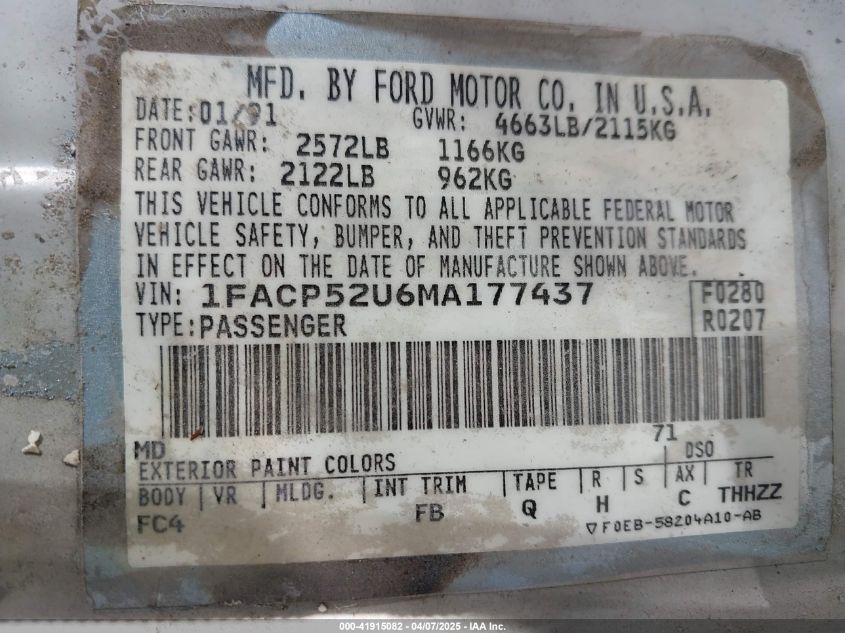 MFD. BY FORD MOTOR CO. IN U.S.A.
DATE:01/91 GVWR: 4663LB/2115KG
FRONT GAWR: 2572LB 1166KG
REAR GAWR: 2122LB 962KG
THIS VEHICLE CONFORMS TO ALL APPLICABLE FEDERAL MOTOR
VEHICLE SAFETY, BUMPER, AND THEFT PREVENTION STANDARDS
IN EFFECT ON THE DATE OF MANUFACTURE SHOWN ABOVE.
VIN: 1FACP52U6MA177437 F0280
TYPE:PASSENGER R0207
MD 71
EXTERIOR PAINT COLORS DSO
BODY VR MLDG. INT TRIM TAPE R S AX TR
FC4 FB Q H C THHZZ
▽F0EB-58204A10-AB
000-41915082 - 04/07/2025 - IAA Inc.